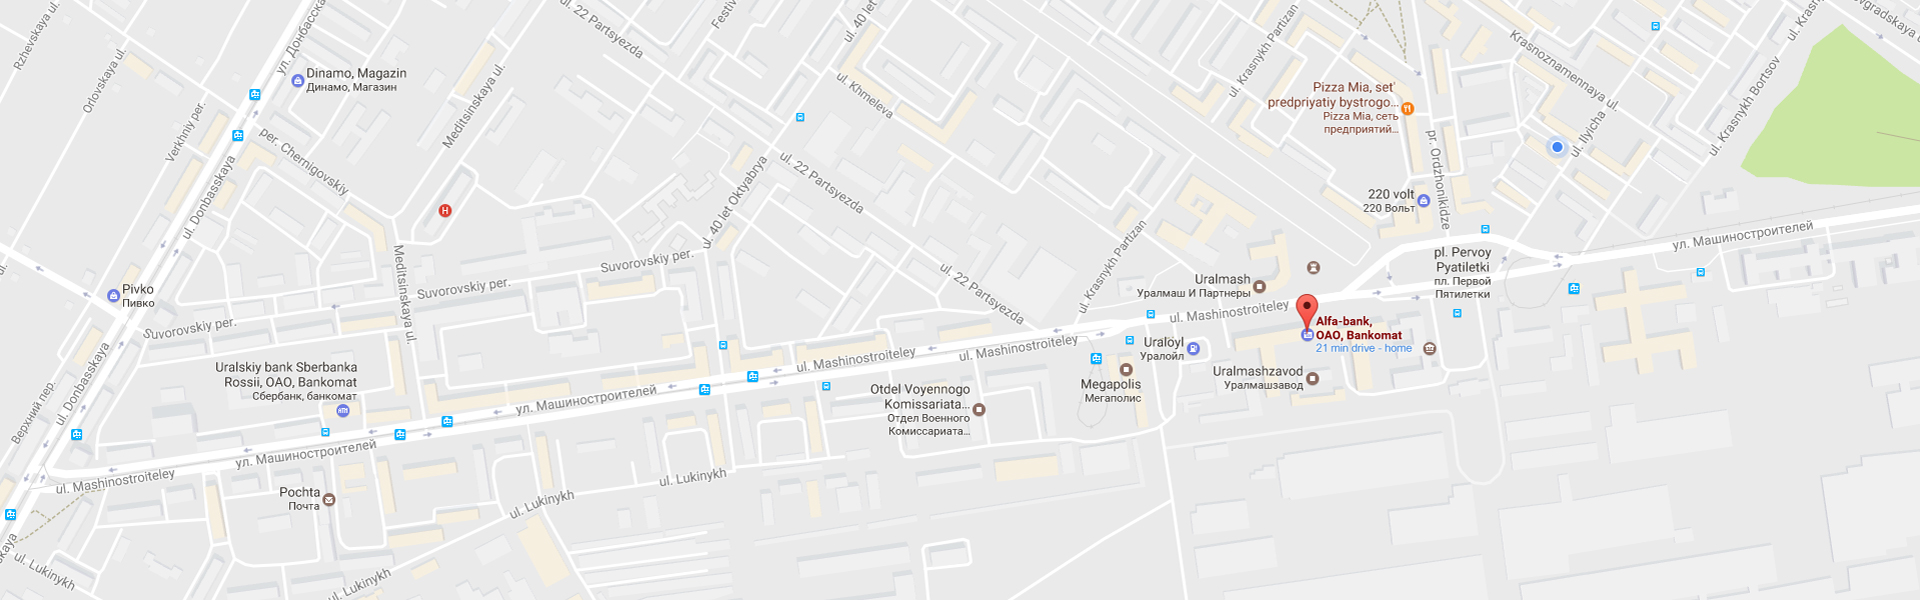 Rzhevskaya ul.
Orlovskaya ul.
Verkhniy per.
ул. Донбасская
Dinamo, Magazin
Динамо, Магазин
per. Chernigovskiy
ul. Donbasskaya
Meditsinskaya ul.
H
ul. 22 Partsyezda
ul. 40 let
ul. Khmeleva
ul. 22 Partsyezda
ul. 40 let Oktyabrya
Suvorovskiy per.
Suvorovskiy per.
Suvorovskiy per.
Meditsinskaya ul.
Pivko
Пивко
ul. Donbasskaya
Верхний пер.
Uralskiy bank Sberbanka
Rossii, OAO, Bankomat
Сбербанк, банкомат
ul. Mashinostroiteley
ул. Машиностроителей
ул. Машиностроителей
ul. Mashinostroiteley
ul. Mashinostroiteley
ul. Mashinostroiteley
ул. Машиностроителей
Pochta
Почта
ul. Lukinykh
ul. Lukinykh
ul. Lukinykh
ul. Lukinykh
Otdel Voyennogo
Komissariata...
Отдел Военного
Комиссариата...
ul. 22 Partsyezda
ul. Krasnykh Partizan
ul. Krasnykh Partizan
Megapolis
Мегаполис
Uraloyl
Уралойл
Uralmash
Уралмаш И Партнеры
Uralmashzavod
Уралмашзавод
Alfa-bank,
OAO, Bankomat
21 min drive - home
Pizza Mia, set'
predpriyatiy bystrogo...
Pizza Mia, сеть
предприятий...
220 volt
220 Вольт
pr. Ordzhonikidze
pl. Pervoy
Pyatiletki
пл. Первой
Пятилетки
Krasnoznamennaya ul.
ul. Ilyicha
ul. Krasnykh Bortsov